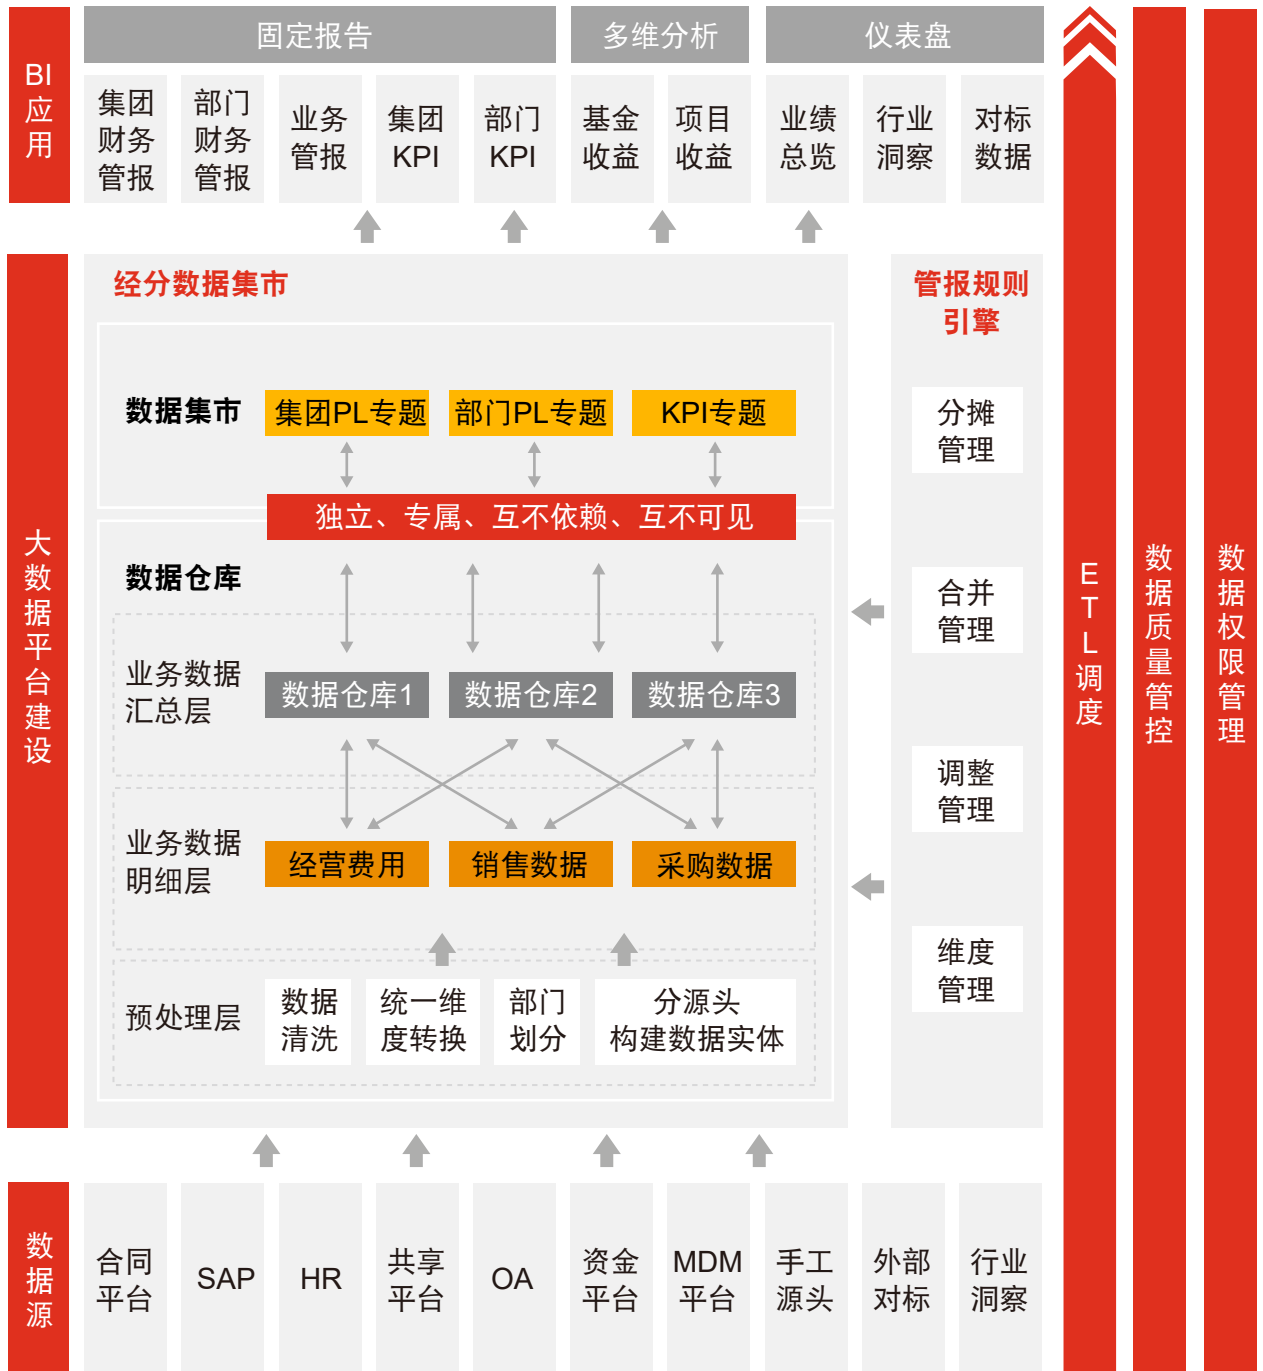 BI
应
用
固定报告
多维分析
仪表盘
集团
财务
管报
部门
财务
管报
业务
管报
集团
KPI
部门
KPI
基金
收益
项目
收益
业绩
总览
行业
洞察
对标
数据
大
数
据
平
台
建
设
经分数据集市
数据集市
集团PL专题
部门PL专题
KPI专题
独立、专属、互不依赖、互不可见
数据仓库
业务数据
汇总层
数据仓库1
数据仓库2
数据仓库3
业务数据
明细层
经营费用
销售数据
采购数据
预处理层
数据
清洗
统一维
度转换
部门
划分
分源头
构建数据实体
管报规则
引擎
分摊
管理
合并
管理
调整
管理
维度
管理
数
据
源
合同
平台
SAP
HR
共享
平台
OA
资金
平台
MDM
平台
手工
源头
外部
对标
行业
洞察
E
T
L
调
度
数
据
质
量
管
控
数
据
权
限
管
理